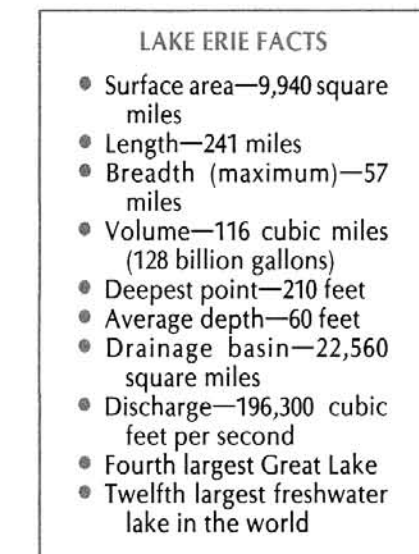 LAKE ERIE FACTS
● Surface area—9,940 square
miles
● Length—241 miles
● Breadth (maximum)—57
miles
● Volume—116 cubic miles
(128 billion gallons)
● Deepest point—210 feet
● Average depth—60 feet
● Drainage basin—22,560
square miles
● Discharge—196,300 cubic
feet per second
● Fourth largest Great Lake
● Twelfth largest freshwater
lake in the world